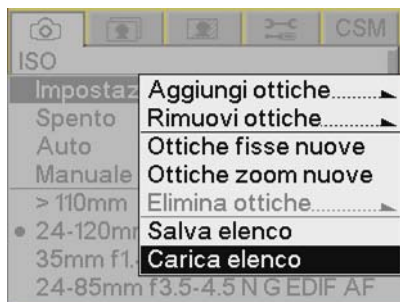 CSM
ISO
Impostaz
Aggiungi ottiche
Spento
Rimuovi ottiche
Auto
Ottiche fisse nuove
Manuale
Ottiche zoom nuove
> 110mm
Elimina ottiche
• 24-120mm
Salva elenco
35mm f1.
Carica elenco
24-85mm f3.5-4.5 N G EDIF AF